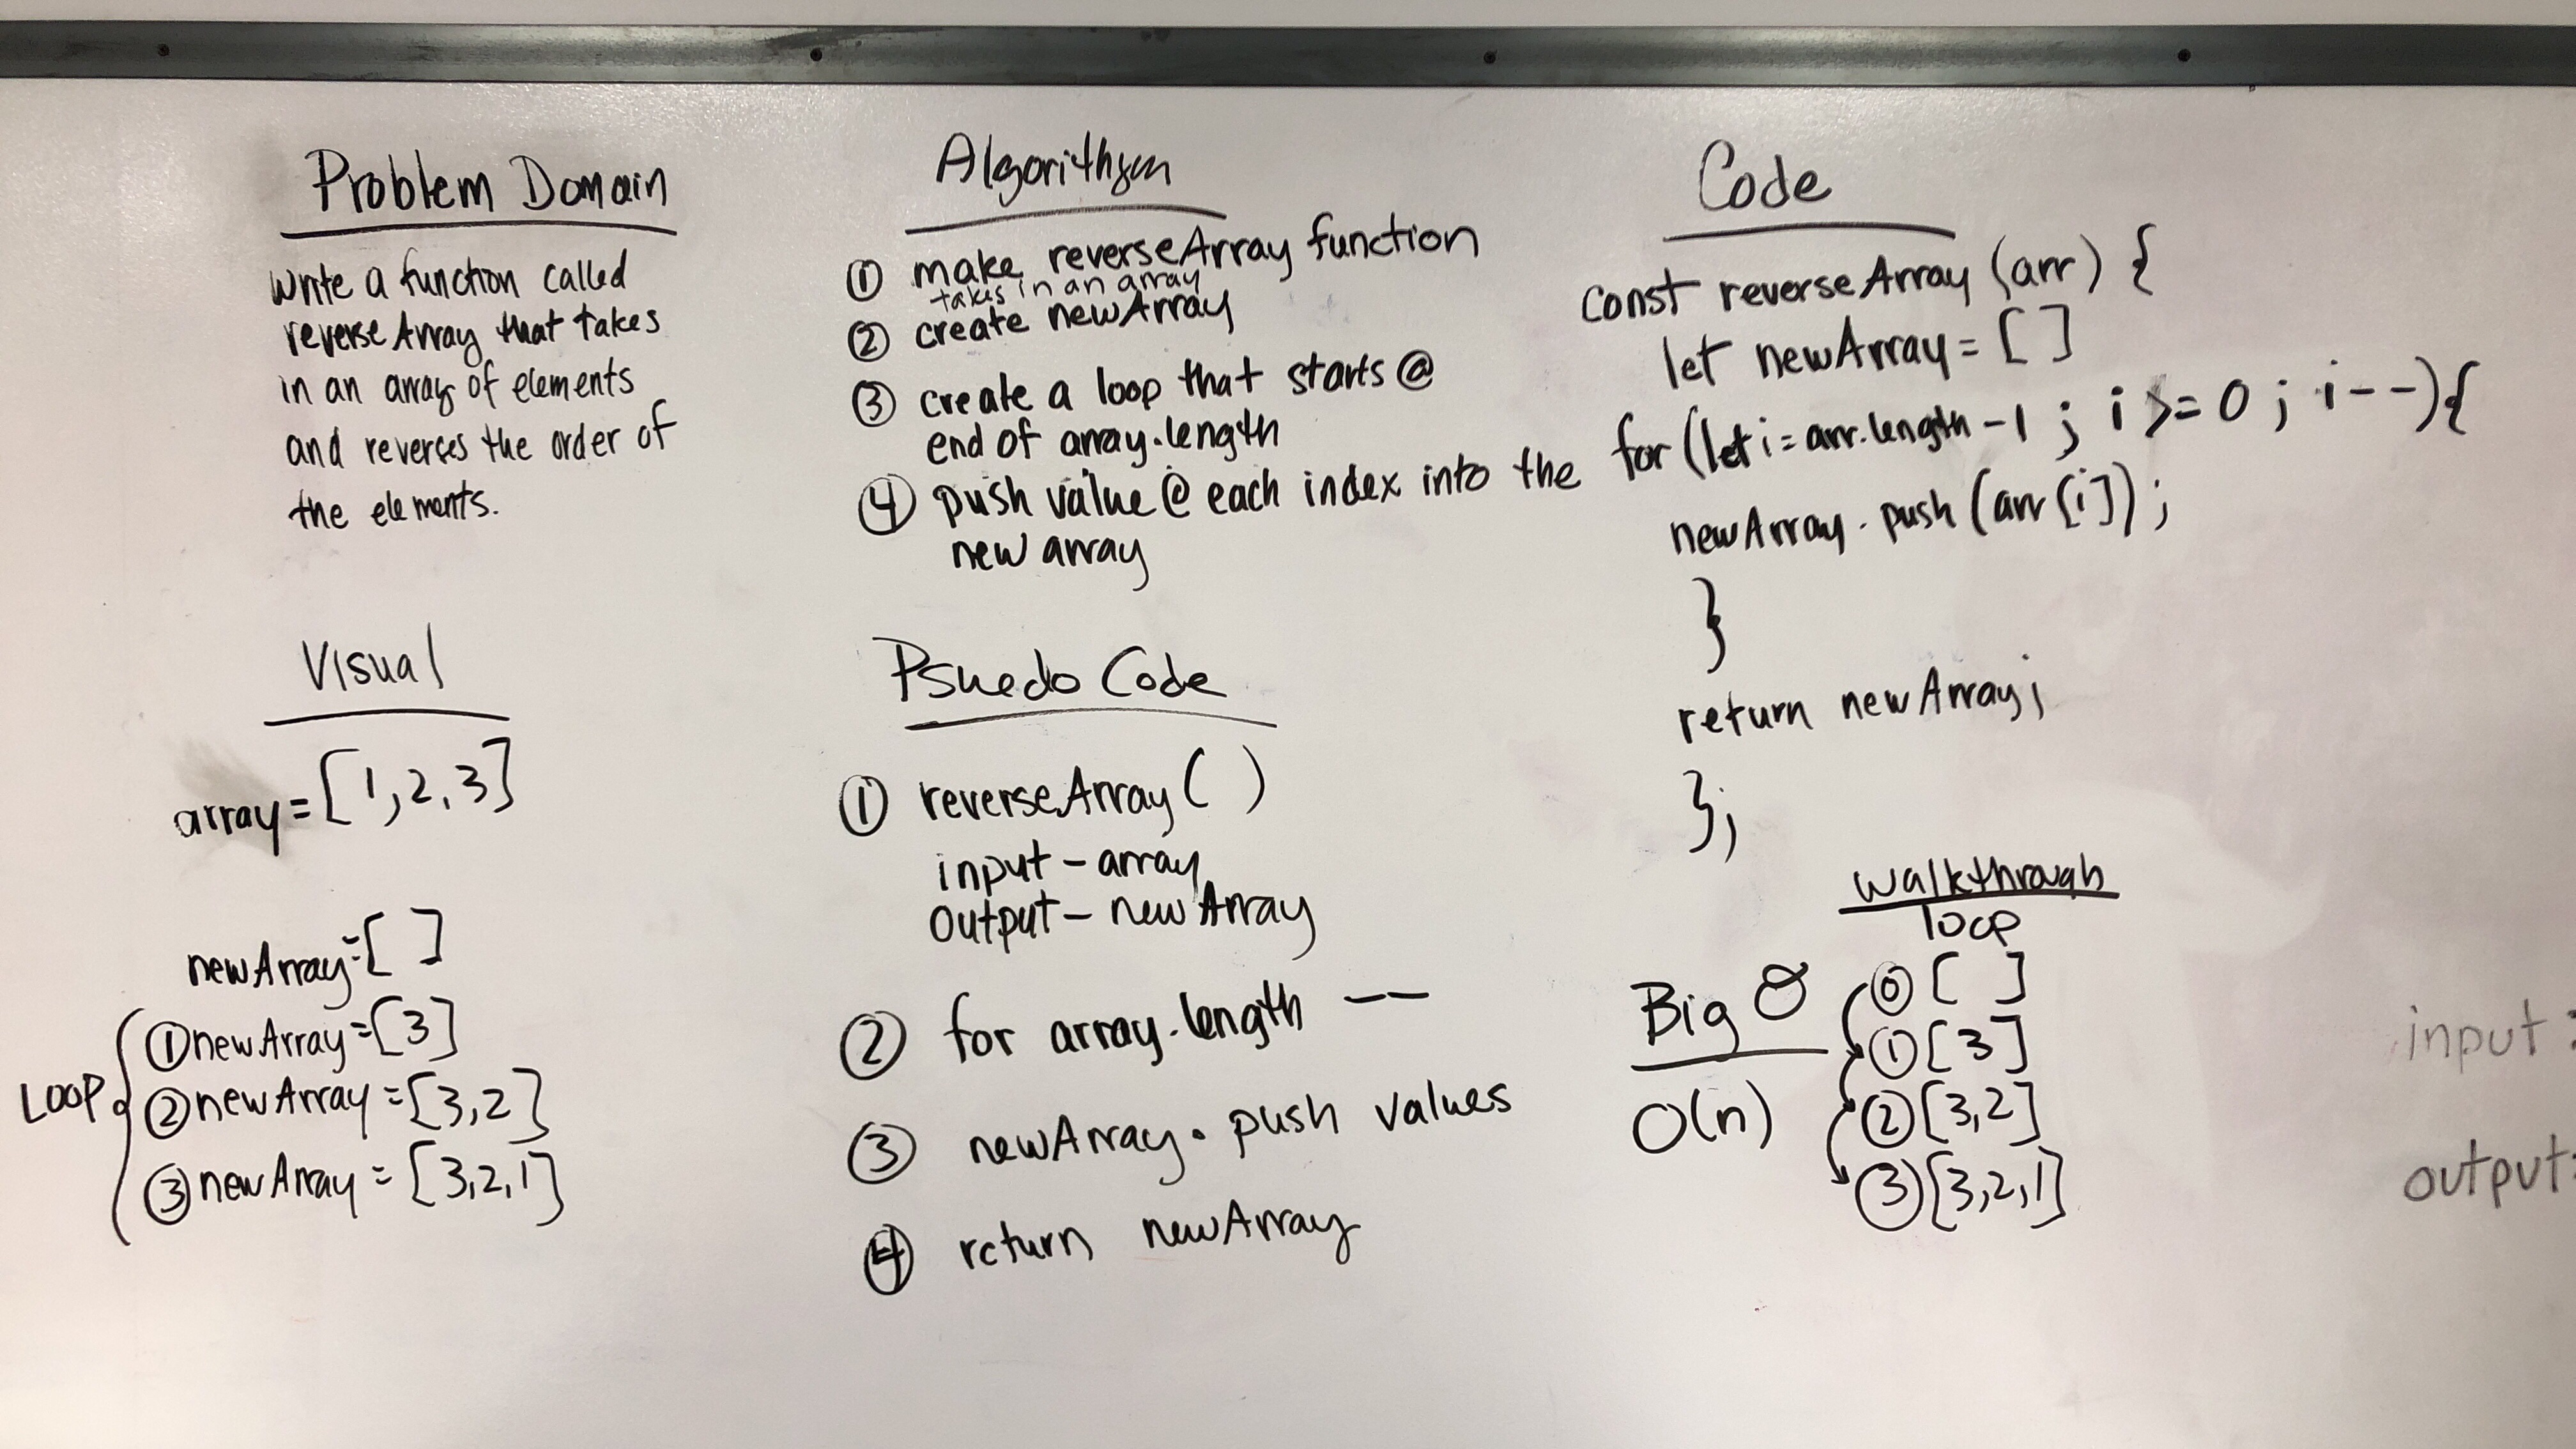 Problem Domain
write a function called
reverse Array that takes
in an array of elements
and reverses the order of
the elements.
Visual
array = [1,2,3]
newArray = [ ]
LOOP
① newArray = [3]
② newArray = [3,2]
③ newArray = [3,2,1]
Algorithym
① make reverseArray function
takes in an array
② create newArray
③ create a loop that starts @
end of array.length
④ push value @ each index into the
new array
Psuedo Code
① reverseArray( )
input - array
output - newArray
② for array.length --
③ newArray.push values
④ return newArray
Code
const reverseArray (arr) {
let newArray = [ ]
for (let i = arr.length - 1 ; i >= 0 ; i--){
newArray.push(arr[i]);
}
return newArray;
};
Big O
O(n)
walkthrough
loop
⓪ [ ]
① [3]
② [3,2]
③ [3,2,1]
input:
output: